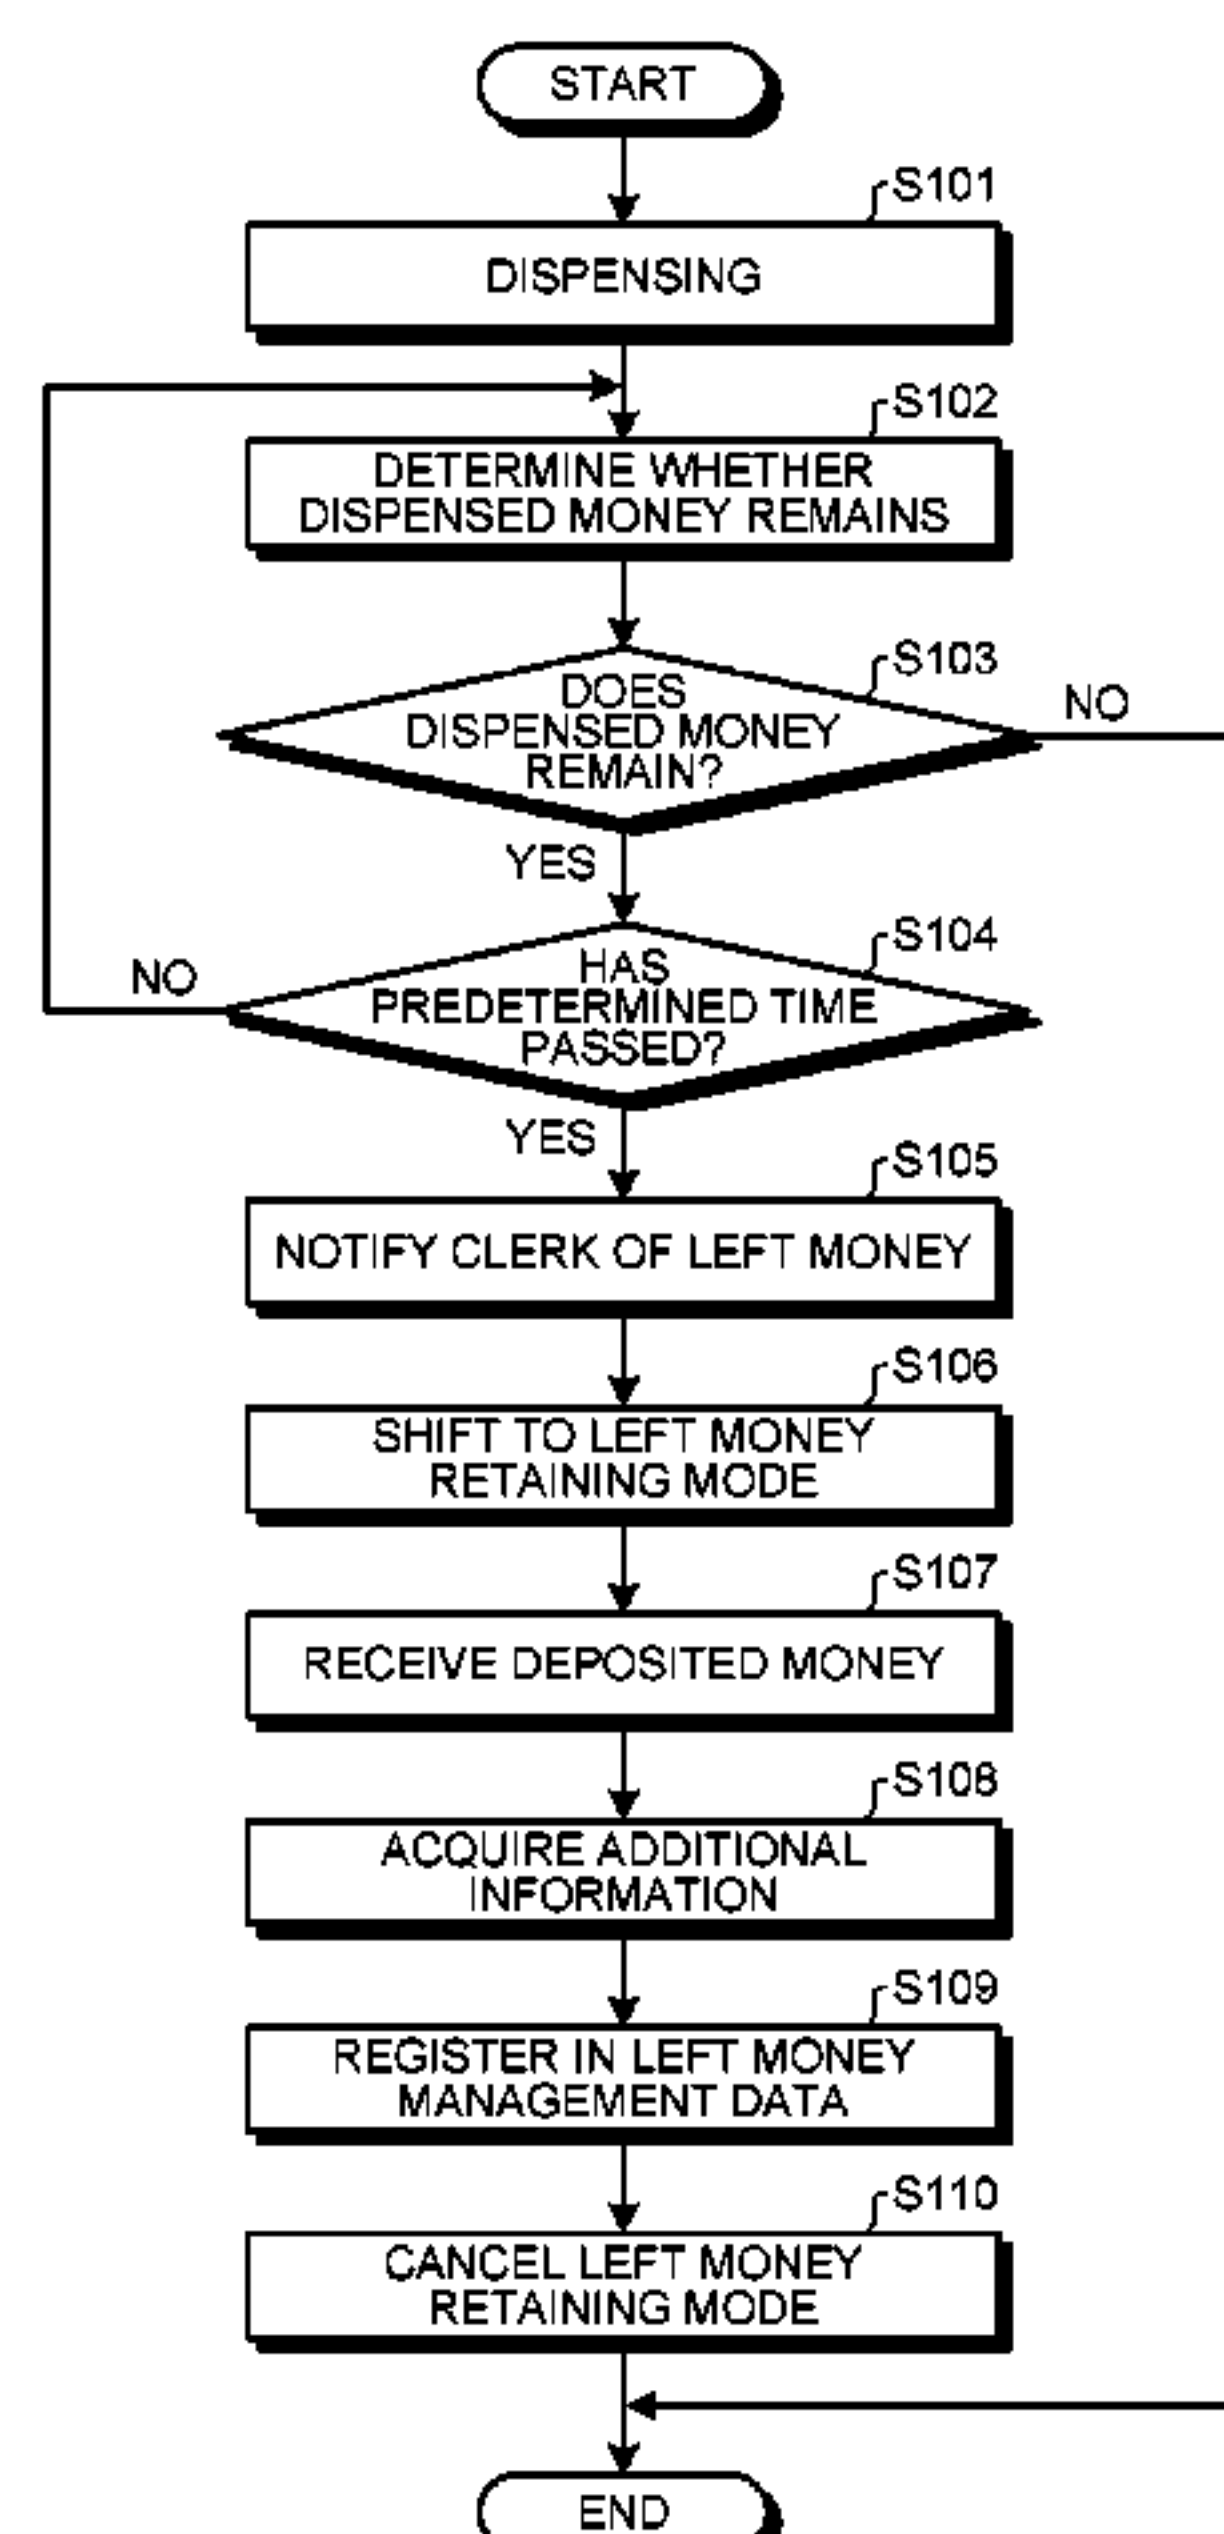 START
S101
DISPENSING
S102
DETERMINE WHETHER
DISPENSED MONEY REMAINS
S103
DOES
DISPENSED MONEY
REMAIN?
NO
YES
S104
HAS
PREDETERMINED TIME
PASSED?
NO
YES
S105
NOTIFY CLERK OF LEFT MONEY
S106
SHIFT TO LEFT MONEY
RETAINING MODE
S107
RECEIVE DEPOSITED MONEY
S108
ACQUIRE ADDITIONAL
INFORMATION
S109
REGISTER IN LEFT MONEY
MANAGEMENT DATA
S110
CANCEL LEFT MONEY
RETAINING MODE
END